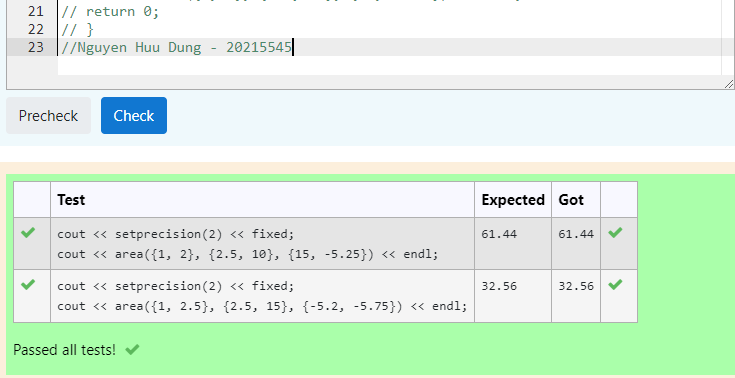 21 // return 0;
22 // }
23 //Nguyen Huu Dung - 20215545
Precheck Check
Test Expected Got
cout << setprecision(2) << fixed; 61.44 61.44
cout << area({1, 2}, {2.5, 10}, {15, -5.25}) << endl;
cout << setprecision(2) << fixed; 32.56 32.56
cout << area({1, 2.5}, {2.5, 15}, {-5.2, -5.75}) << endl;
Passed all tests!